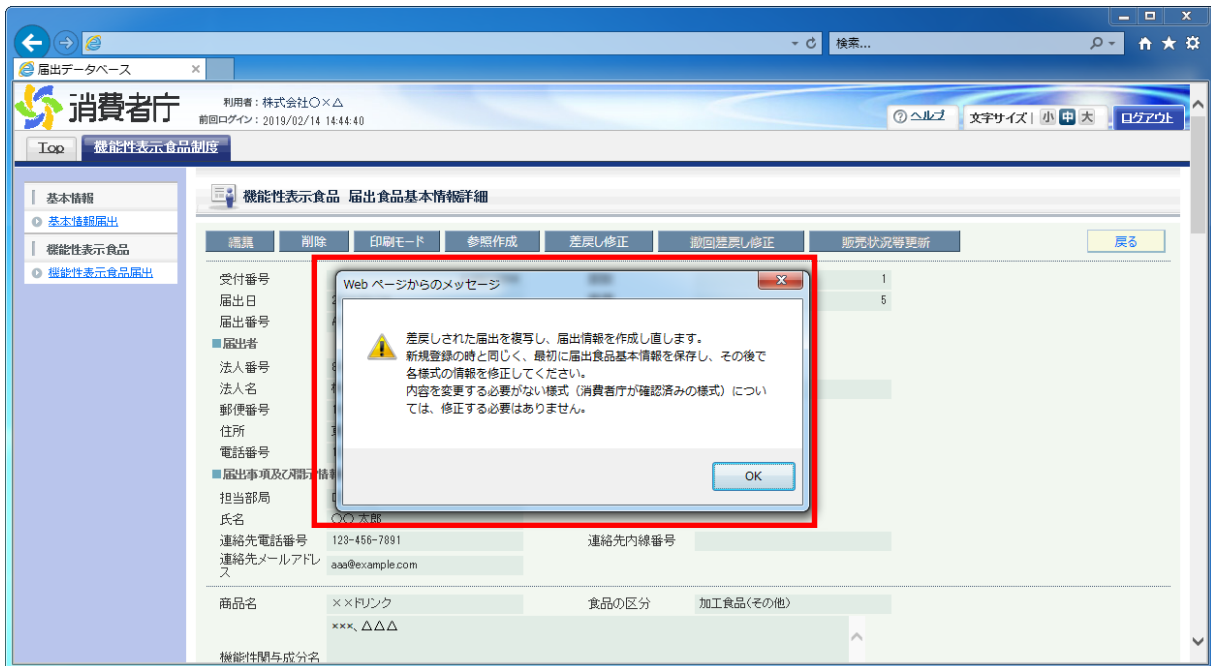 検索...
届出データベース
消費者庁
利用者：株式会社○×△
前回ログイン：2019/02/14 14:44:40
ヘルプ
文字サイズ | 小 中 大
ログアウト
Top
機能性表示食品制度
基本情報
基本情報届出
機能性表示食品
機能性表示食品届出
機能性表示食品 届出食品基本情報詳細
編集 削除 印刷モード 参照作成 差戻し修正 撤回差戻し修正 販売状況等更新 戻る
受付番号 1
届出日 5
届出番号
■届出者
法人番号
法人名
郵便番号
住所
電話番号
■届出事項及び開示情
担当部局
氏名 ○○ 太郎
連絡先電話番号 123-456-7891 連絡先内線番号
連絡先メールアドレ
ス aaa@example.com
商品名 ××ドリンク 食品の区分 加工食品(その他)
×××、△△△
機能性関与成分名
Web ページからのメッセージ
差戻しされた届出を複写し、届出情報を作成し直します。
新規登録の時と同じく、最初に届出食品基本情報を保存し、その後で
各様式の情報を修正してください。
内容を変更する必要がない様式（消費者庁が確認済みの様式）につい
ては、修正する必要はありません。
OK